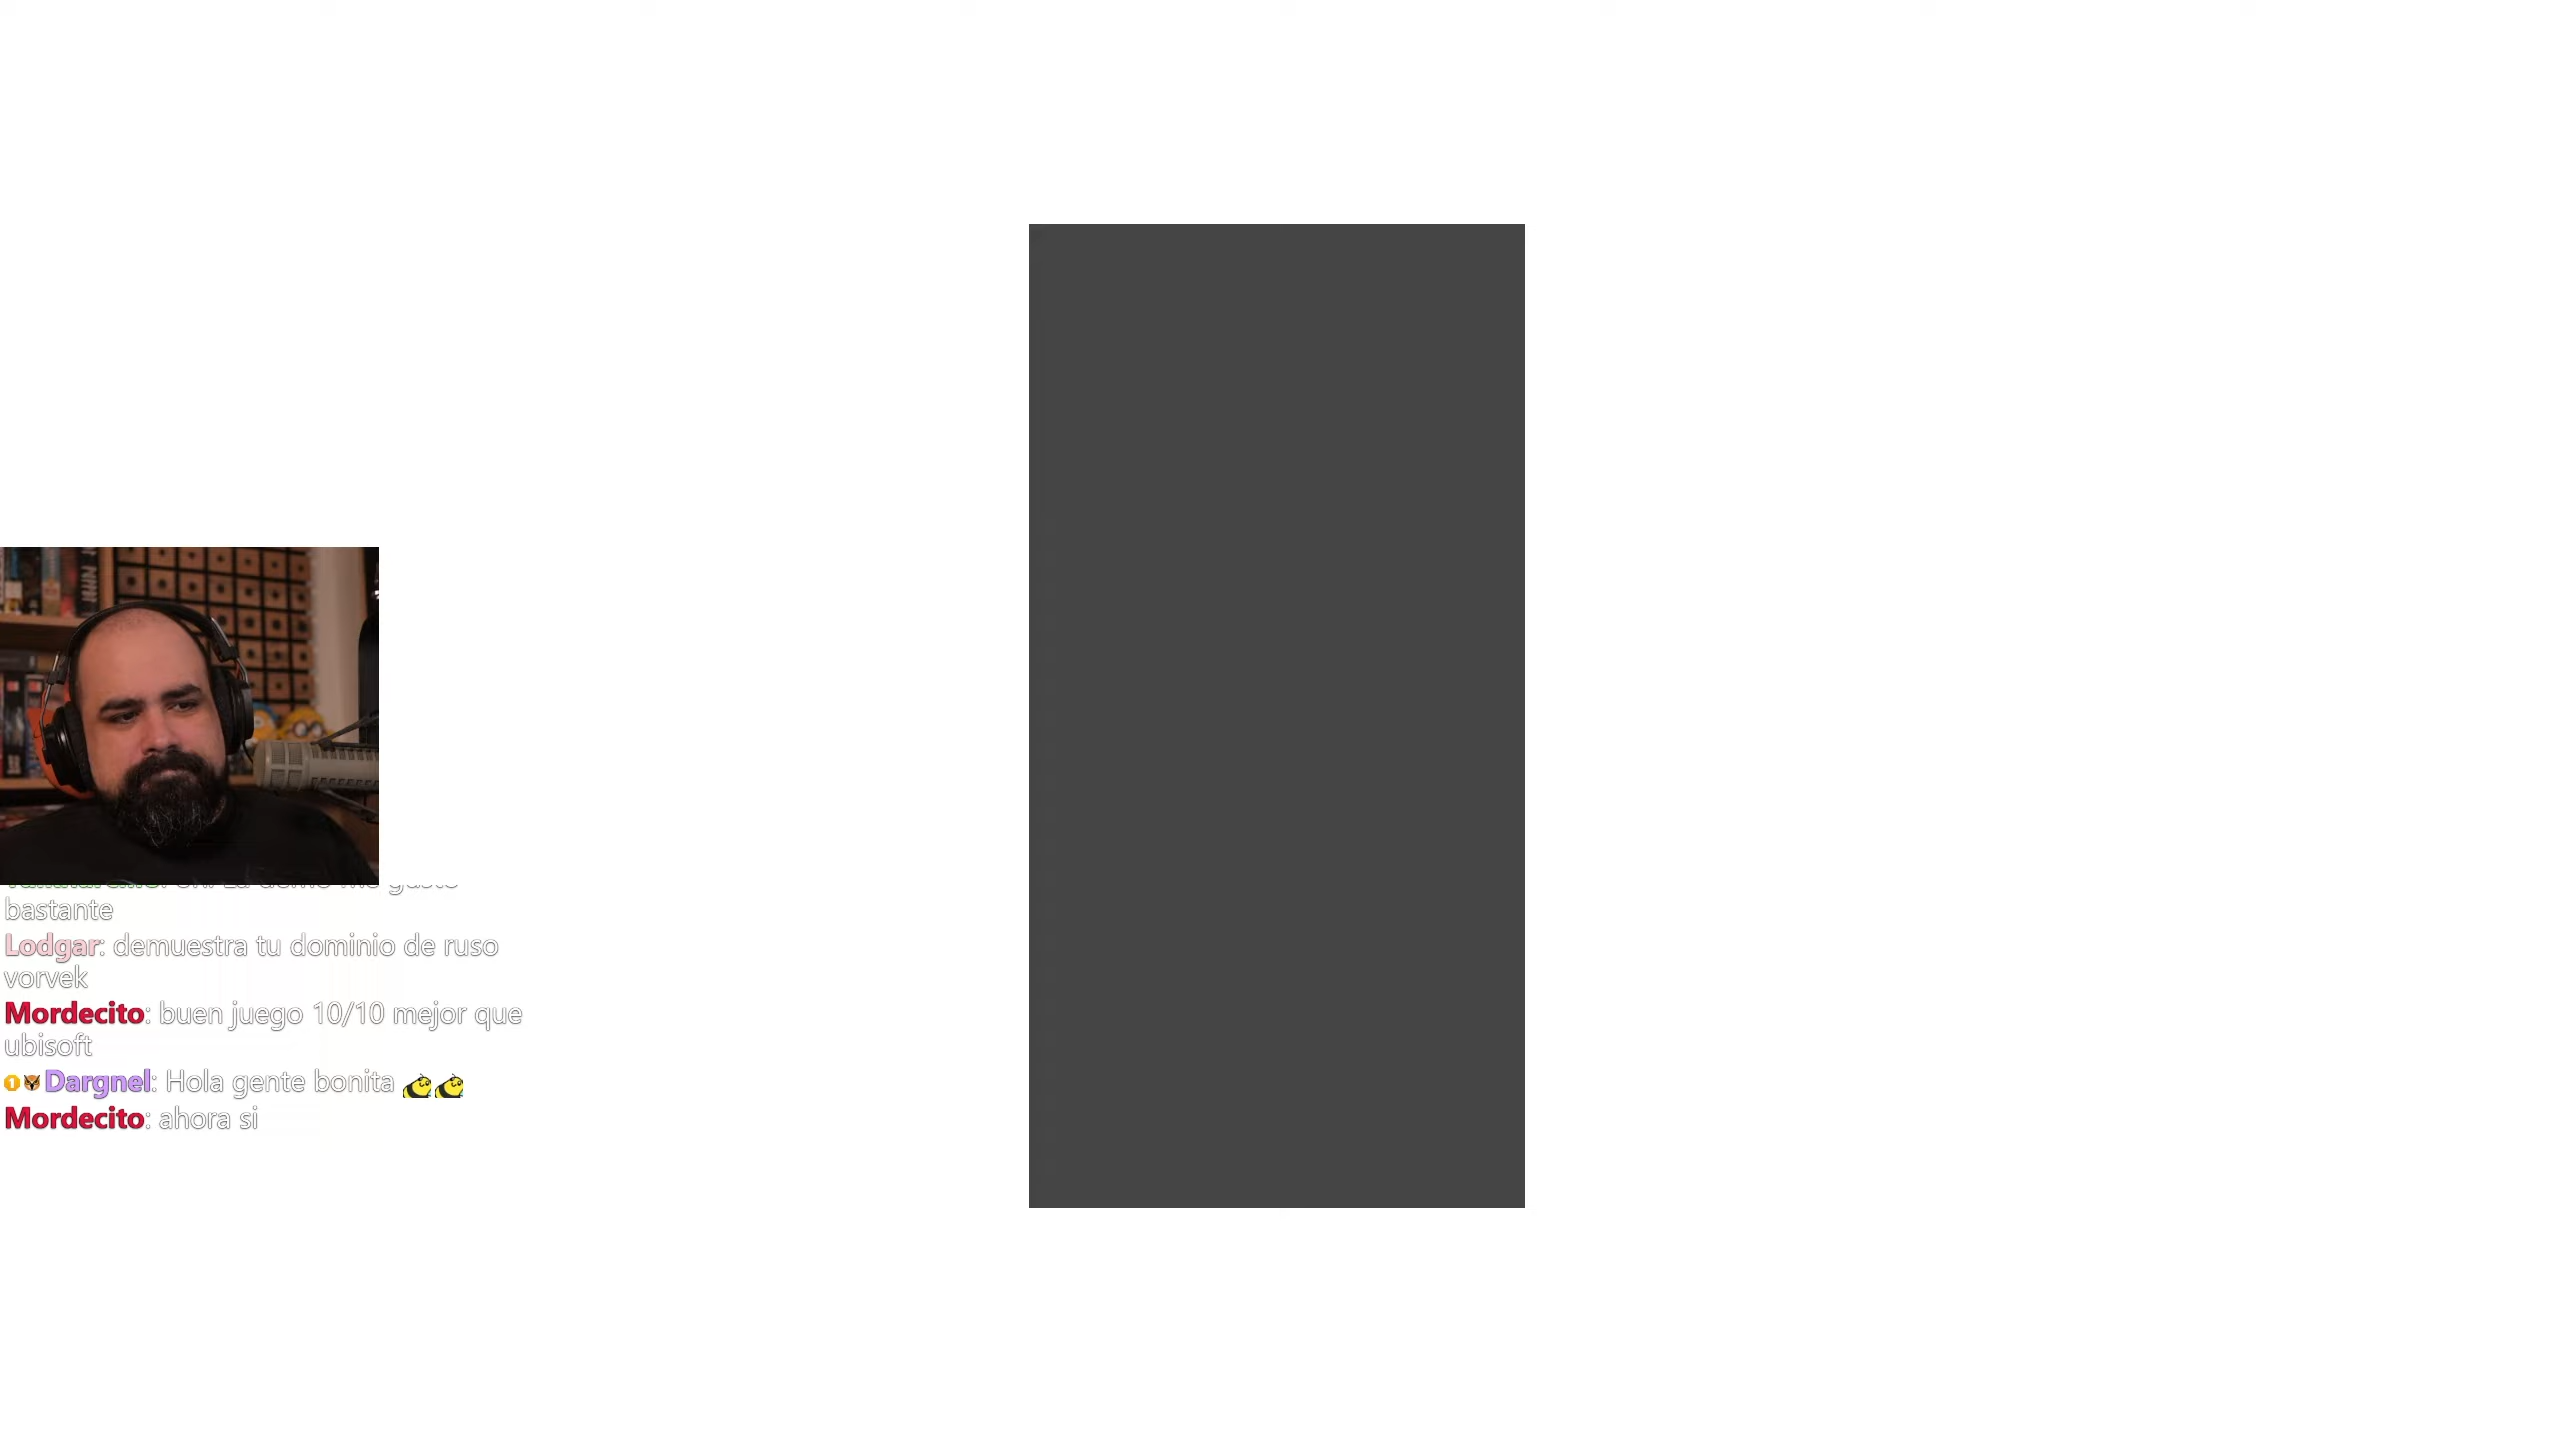 bastante
Lodgar: demuestra tu dominio de ruso
vorvek
Mordecito: buen juego 10/10 mejor que
ubisoft
Dargnel: Hola gente bonita
Mordecito: ahora si